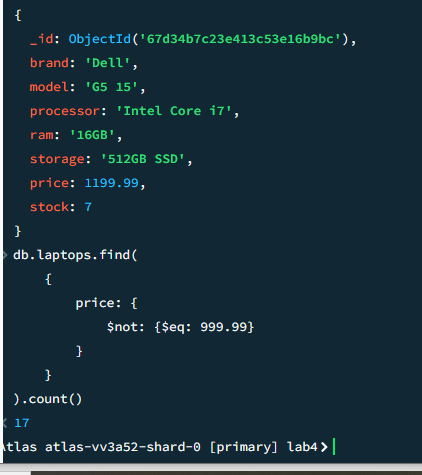 {
_id: ObjectId('67d34b7c23e413c53e16b9bc'),
brand: 'Dell',
model: 'G5 15',
processor: 'Intel Core i7',
ram: '16GB',
storage: '512GB SSD',
price: 1199.99,
stock: 7
}
> db.laptops.find(
{
price: {
$not: {$eq: 999.99}
}
}
).count()
< 17
Atlas atlas-vv3a52-shard-0 [primary] lab4>